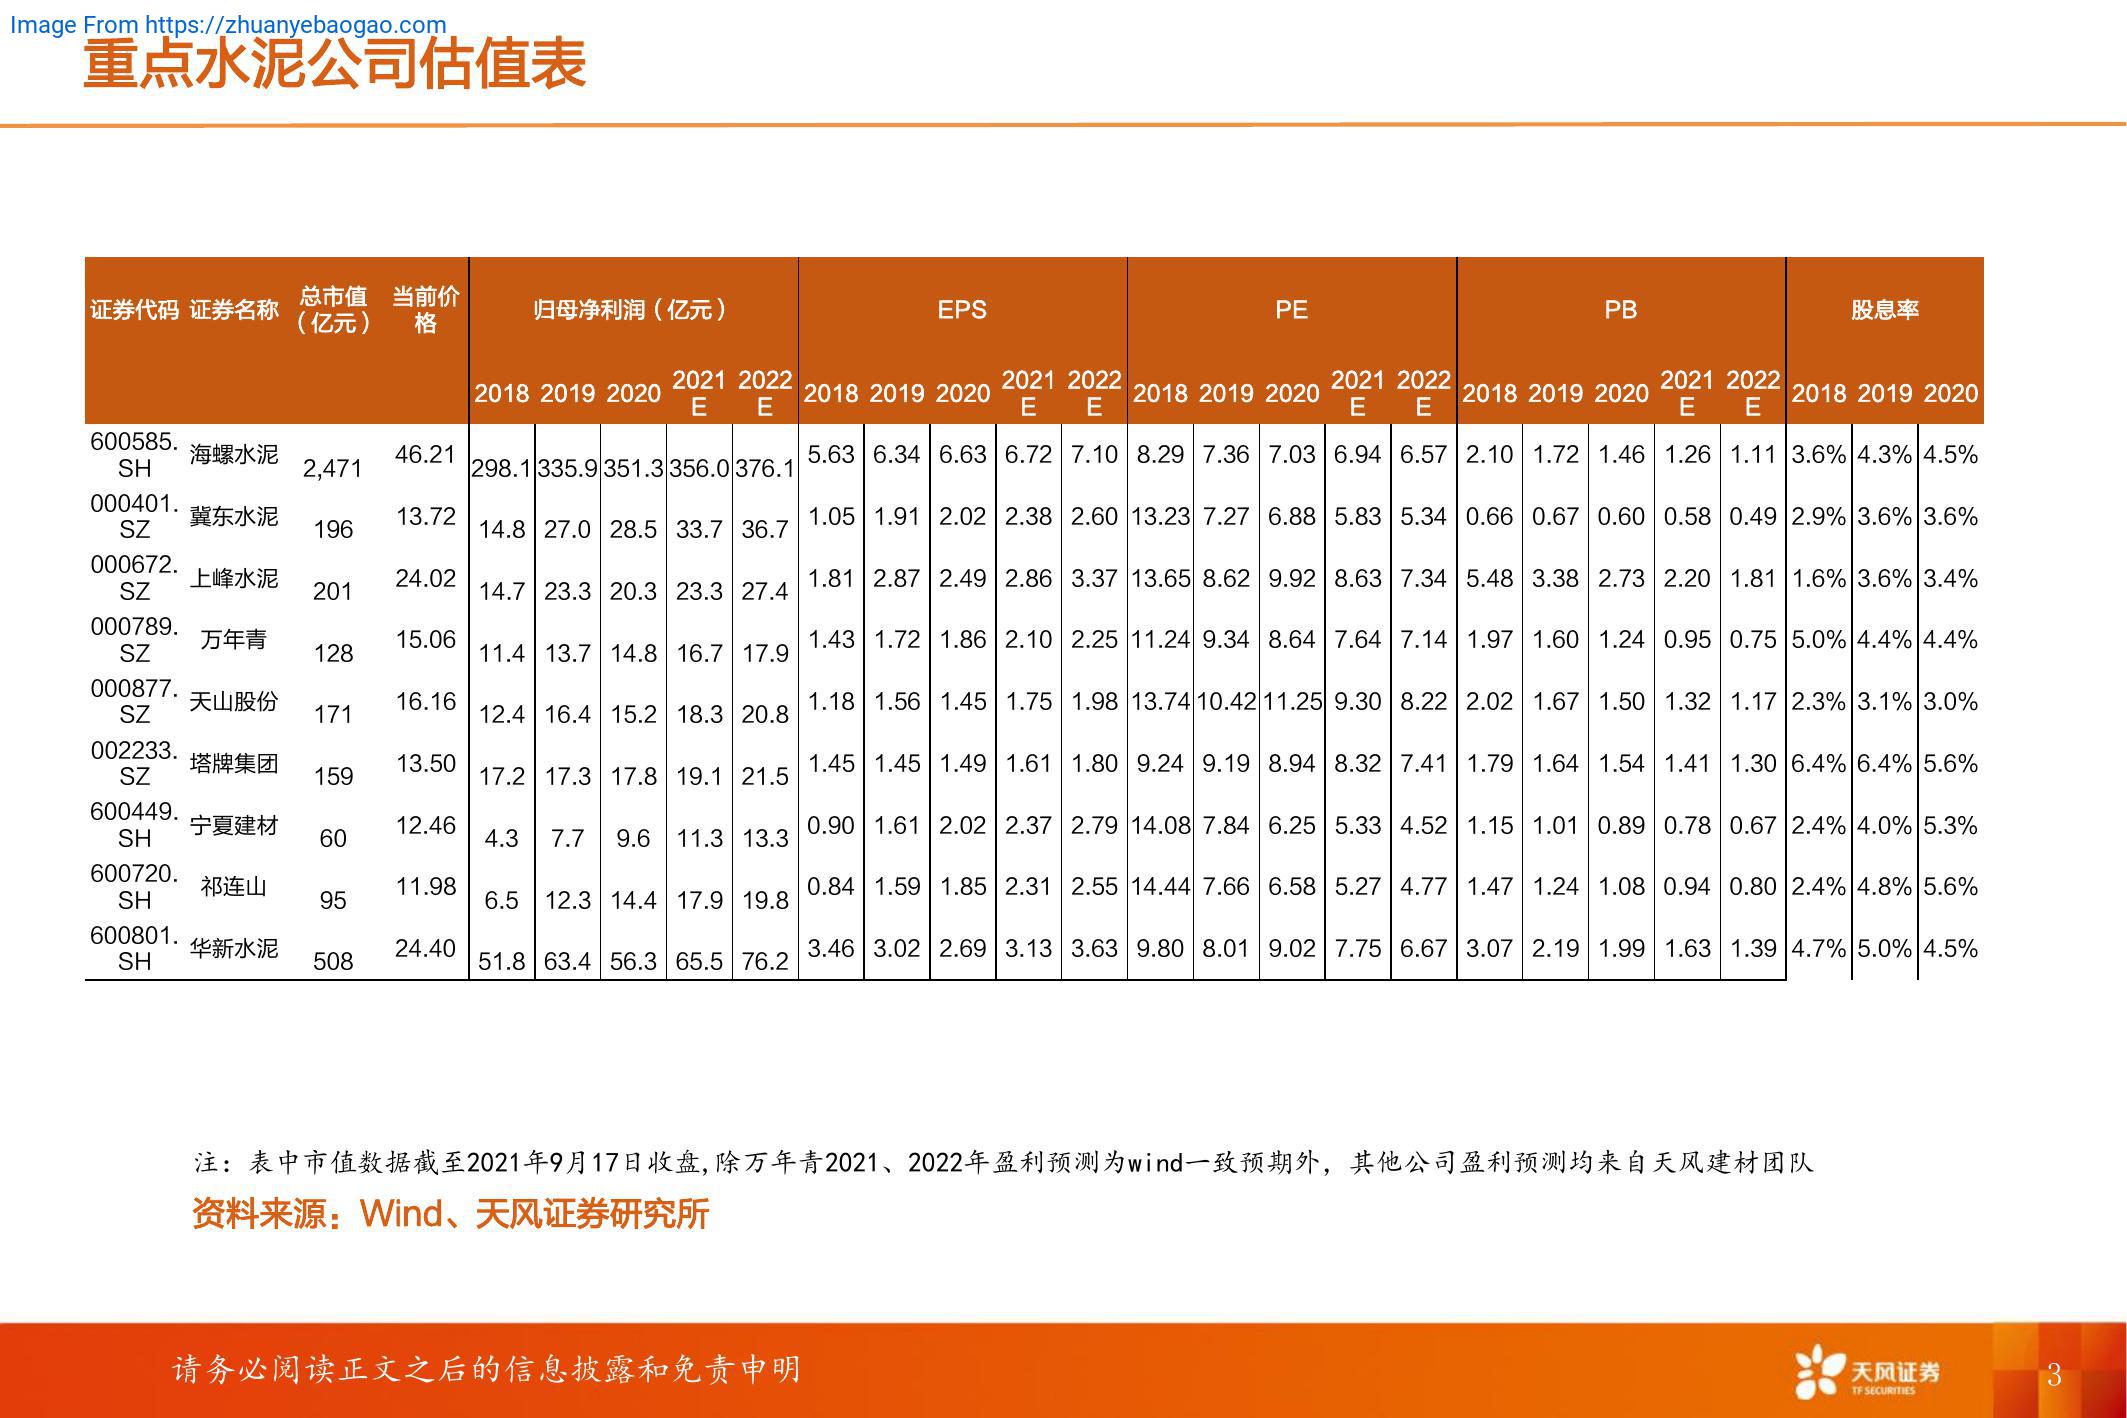 Image From https://zhuanyebaogao.com
重点水泥公司估值表
证券代码 证券名称 总市值（亿元） 当前价格 归母净利润（亿元） EPS PE PB 股息率
2018 2019 2020 2021E 2022E 2018 2019 2020 2021E 2022E 2018 2019 2020 2021E 2022E 2018 2019 2020 2021E 2022E 2018 2019 2020
600585.SH 海螺水泥 2,471 46.21 298.1 335.9 351.3 356.0 376.1 5.63 6.34 6.63 6.72 7.10 8.29 7.36 7.03 6.94 6.57 2.10 1.72 1.46 1.26 1.11 3.6% 4.3% 4.5%
000401.SZ 冀东水泥 196 13.72 14.8 27.0 28.5 33.7 36.7 1.05 1.91 2.02 2.38 2.60 13.23 7.27 6.88 5.83 5.34 0.66 0.67 0.60 0.58 0.49 2.9% 3.6% 3.6%
000672.SZ 上峰水泥 201 24.02 14.7 23.3 20.3 23.3 27.4 1.81 2.87 2.49 2.86 3.37 13.65 8.62 9.92 8.63 7.34 5.48 3.38 2.73 2.20 1.81 1.6% 3.6% 3.4%
000789.SZ 万年青 128 15.06 11.4 13.7 14.8 16.7 17.9 1.43 1.72 1.86 2.10 2.25 11.24 9.34 8.64 7.64 7.14 1.97 1.60 1.24 0.95 0.75 5.0% 4.4% 4.4%
000877.SZ 天山股份 171 16.16 12.4 16.4 15.2 18.3 20.8 1.18 1.56 1.45 1.75 1.98 13.74 10.42 11.25 9.30 8.22 2.02 1.67 1.50 1.32 1.17 2.3% 3.1% 3.0%
002233.SZ 塔牌集团 159 13.50 17.2 17.3 17.8 19.1 21.5 1.45 1.45 1.49 1.61 1.80 9.24 9.19 8.94 8.32 7.41 1.79 1.64 1.54 1.41 1.30 6.4% 6.4% 5.6%
600449.SH 宁夏建材 60 12.46 4.3 7.7 9.6 11.3 13.3 0.90 1.61 2.02 2.37 2.79 14.08 7.84 6.25 5.33 4.52 1.15 1.01 0.89 0.78 0.67 2.4% 4.0% 5.3%
600720.SH 祁连山 95 11.98 6.5 12.3 14.4 17.9 19.8 0.84 1.59 1.85 2.31 2.55 14.44 7.66 6.58 5.27 4.77 1.47 1.24 1.08 0.94 0.80 2.4% 4.8% 5.6%
600801.SH 华新水泥 508 24.40 51.8 63.4 56.3 65.5 76.2 3.46 3.02 2.69 3.13 3.63 9.80 8.01 9.02 7.75 6.67 3.07 2.19 1.99 1.63 1.39 4.7% 5.0% 4.5%
注：表中市值数据截至2021年9月17日收盘,除万年青2021、2022年盈利预测为wind一致预期外，其他公司盈利预测均来自天风建材团队
资料来源：Wind、天风证券研究所
请务必阅读正文之后的信息披露和免责申明
天风证券
TF SECURITIES
3